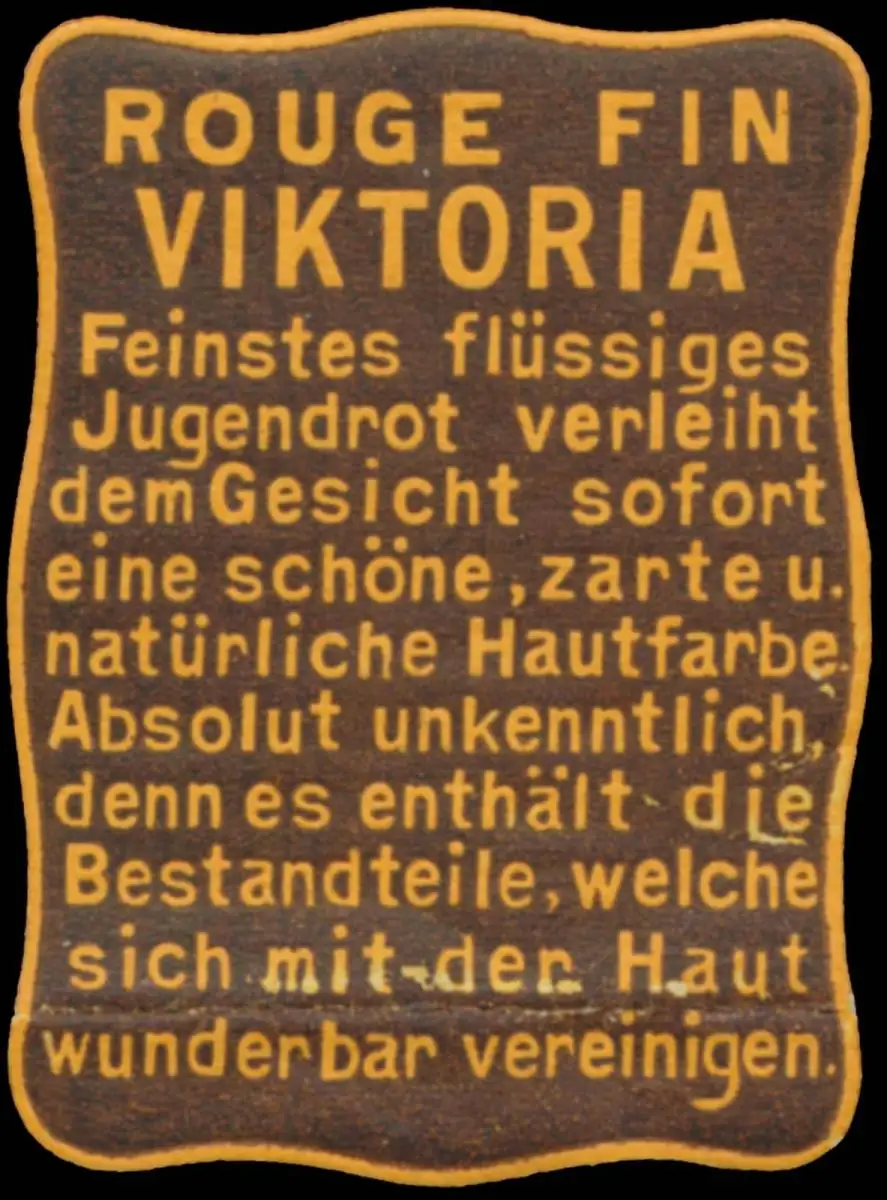 ROUGE FIN
VIKTORIA
Feinstes flüssiges
Jugendrot verleiht
dem Gesicht sofort
eine schöne, zarte u.
natürliche Hautfarbe.
Absolut unkenntlich,
denn es enthält die
Bestandteile, welche
sich mit der Haut
wunderbar vereinigen.